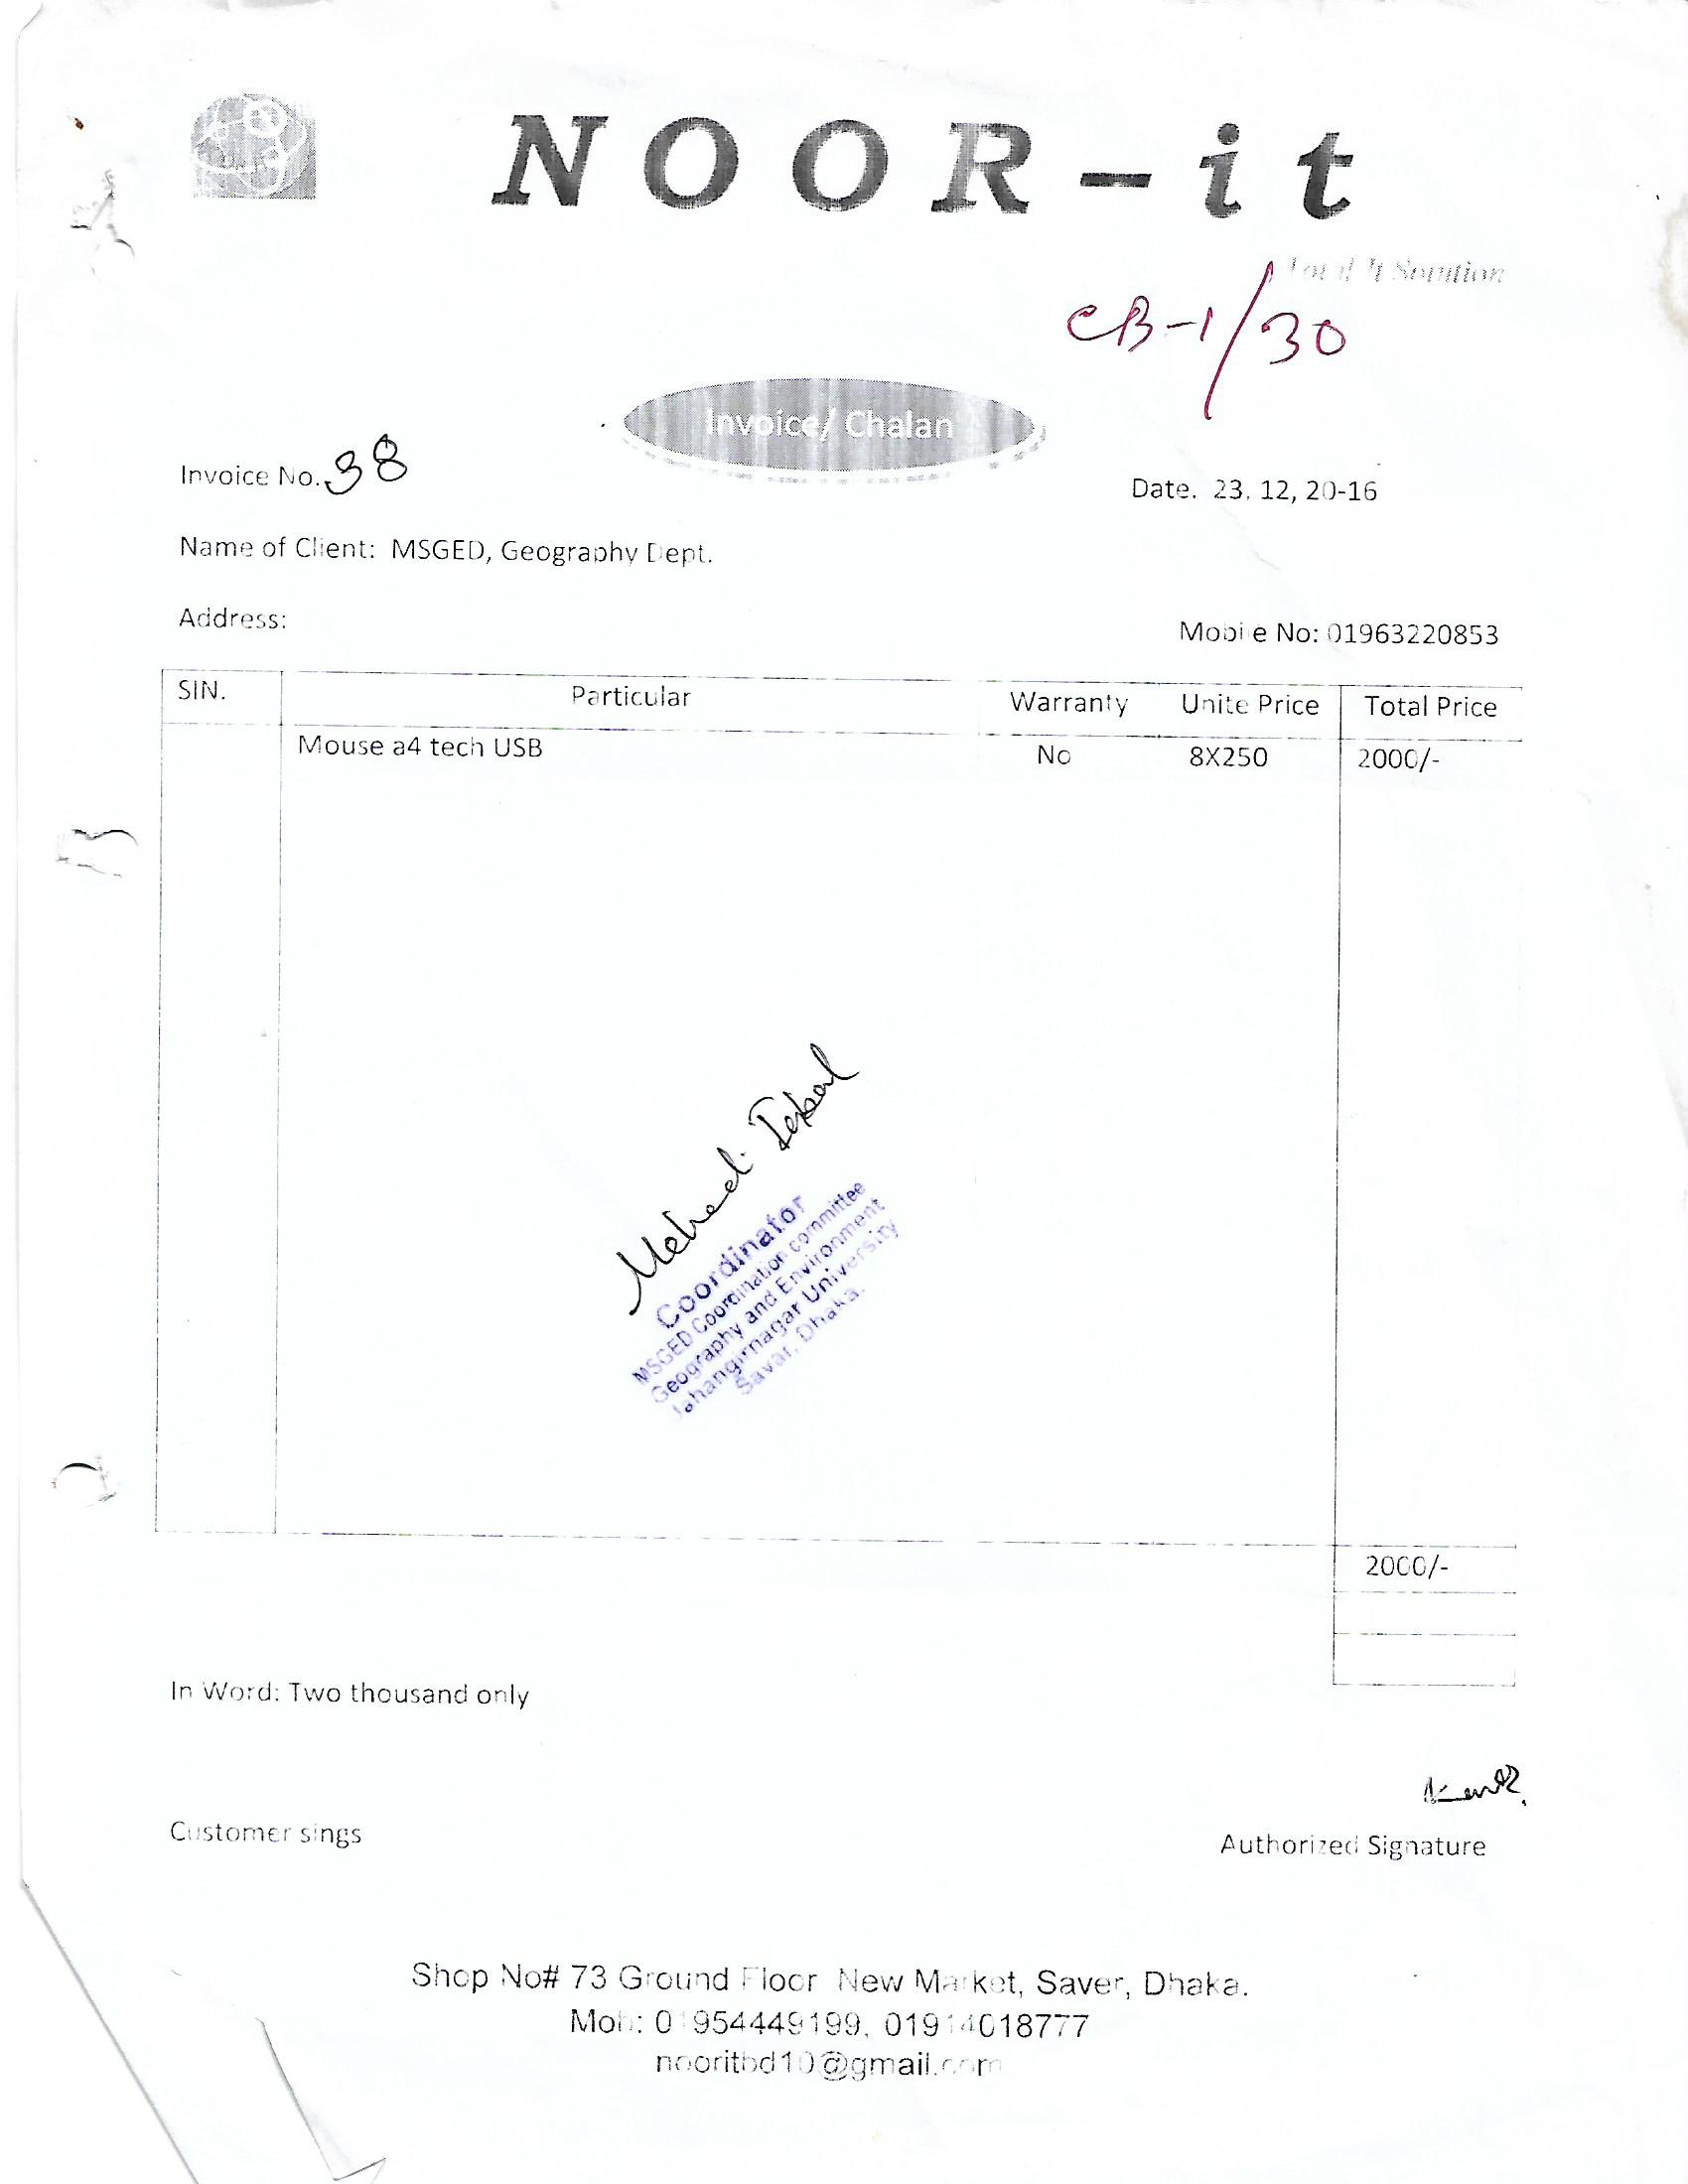 NOOR-it
Total It Solution
CB-1/30
Invoice/ Chalan
Invoice No. 38
Date. 23. 12, 20-16
Name of Client: MSGED, Geography Dept.
Address:
Mobile No: 01963220853
SIN. Particular Warranty Unite Price Total Price
Mouse a4 tech USB No 8X250 2000/-
Mehedi Iqbal
Coordinator
MSGED Coordination committee
Geography and Environment
Jahangirnagar University
Savar, Dhaka.
2000/-
In Word: Two thousand only
Customer sings
Authorized Signature
Shop No# 73 Ground Floor New Market, Saver, Dhaka.
Mob: 01954449199, 01914018777
nooritbd10@gmail.com